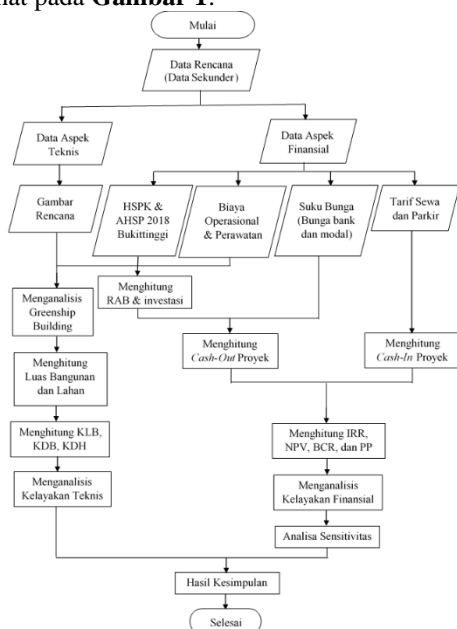 nat pada Gambar 1.
Mulai
Data Rencana
(Data Sekunder)
Data Aspek
Teknis
Data Aspek
Finansial
Gambar
Rencana
HSPK &
AHSP 2018
Bukittinggi
Biaya
Operasional
& Perawatan
Suku Bunga
(Bunga bank
dan modal)
Tarif Sewa
dan Parkir
Menghitung
RAB & investasi
Menganalisis
Greenship
Building
Menghitung
Cash-Out Proyek
Menghitung
Cash-In Proyek
Menghitung
Luas Bangunan
dan Lahan
Menghitung KLB,
KDB, KDH
Menghitung IRR,
NPV, BCR, dan PP
Menganalisis
Kelayakan Teknis
Menganalisis
Kelayakan Finansial
Analisa Sensitivitas
Hasil Kesimpulan
Selesai